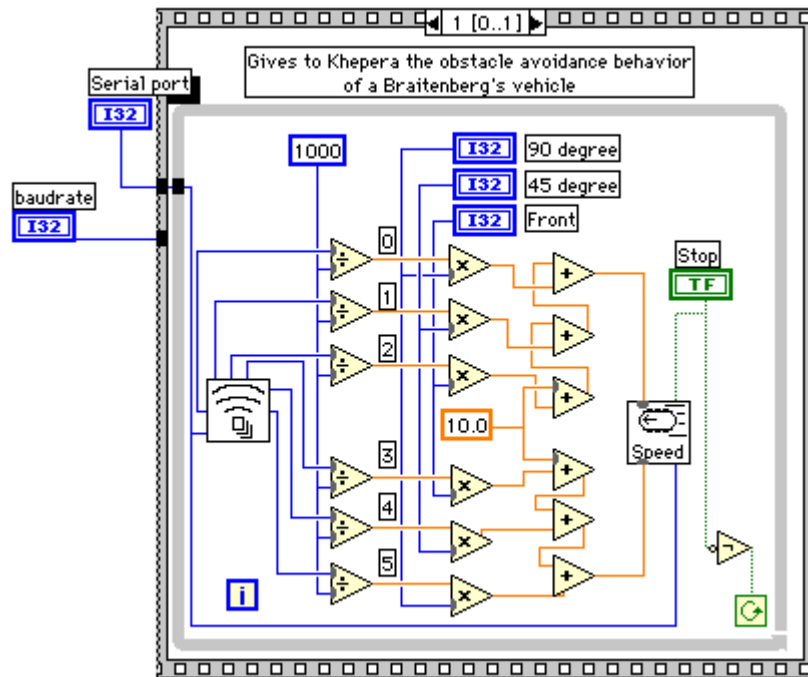 1 [0..1]
Gives to Khepera the obstacle avoidance behavior
of a Braitenberg's vehicle
Serial port
I32
1000
I32 90 degree
I32 45 degree
baudrate
I32
I32 Front
0
÷ × +
Stop
TF
1
÷ × +
2
÷ × +
10.0
Speed
3
÷ × +
4
÷ × +
5
÷ × +
i